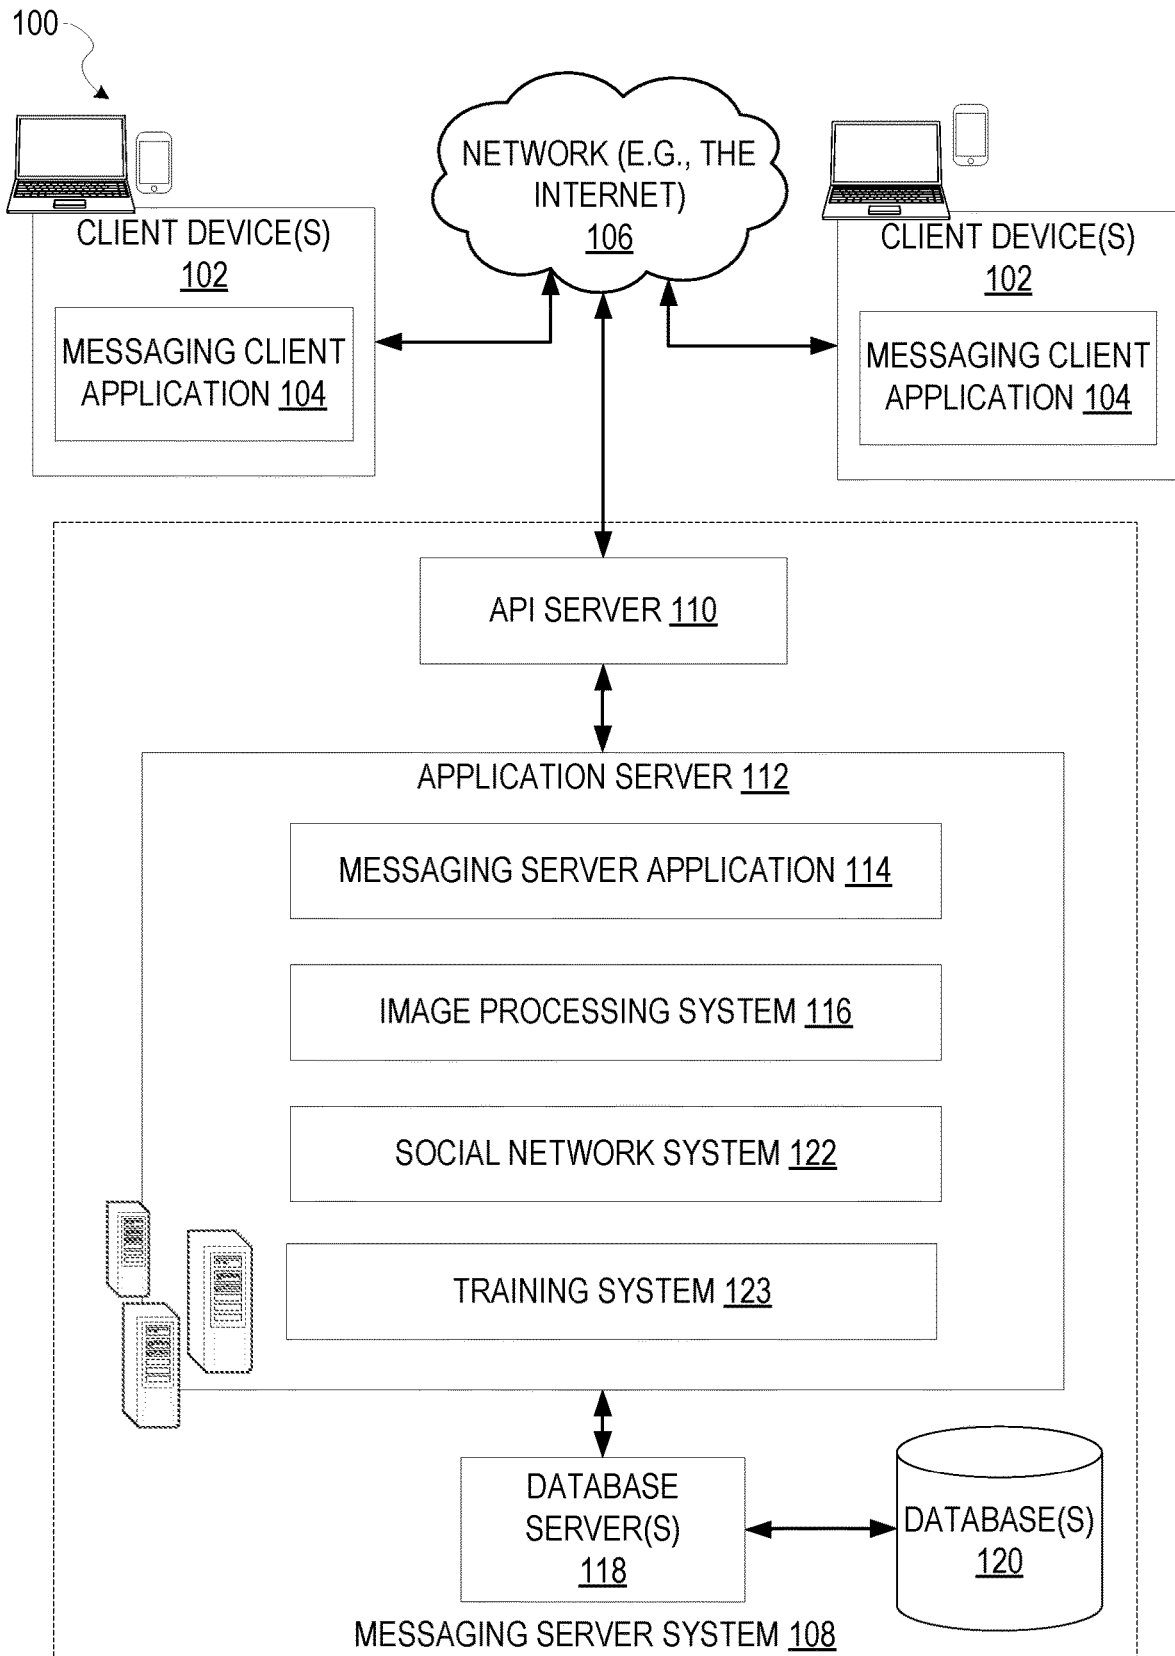 100
NETWORK (E.G., THE
INTERNET)
106
CLIENT DEVICE(S)
102
MESSAGING CLIENT
APPLICATION 104
CLIENT DEVICE(S)
102
MESSAGING CLIENT
APPLICATION 104
API SERVER 110
APPLICATION SERVER 112
MESSAGING SERVER APPLICATION 114
IMAGE PROCESSING SYSTEM 116
SOCIAL NETWORK SYSTEM 122
TRAINING SYSTEM 123
DATABASE
SERVER(S)
118
DATABASE(S)
120
MESSAGING SERVER SYSTEM 108